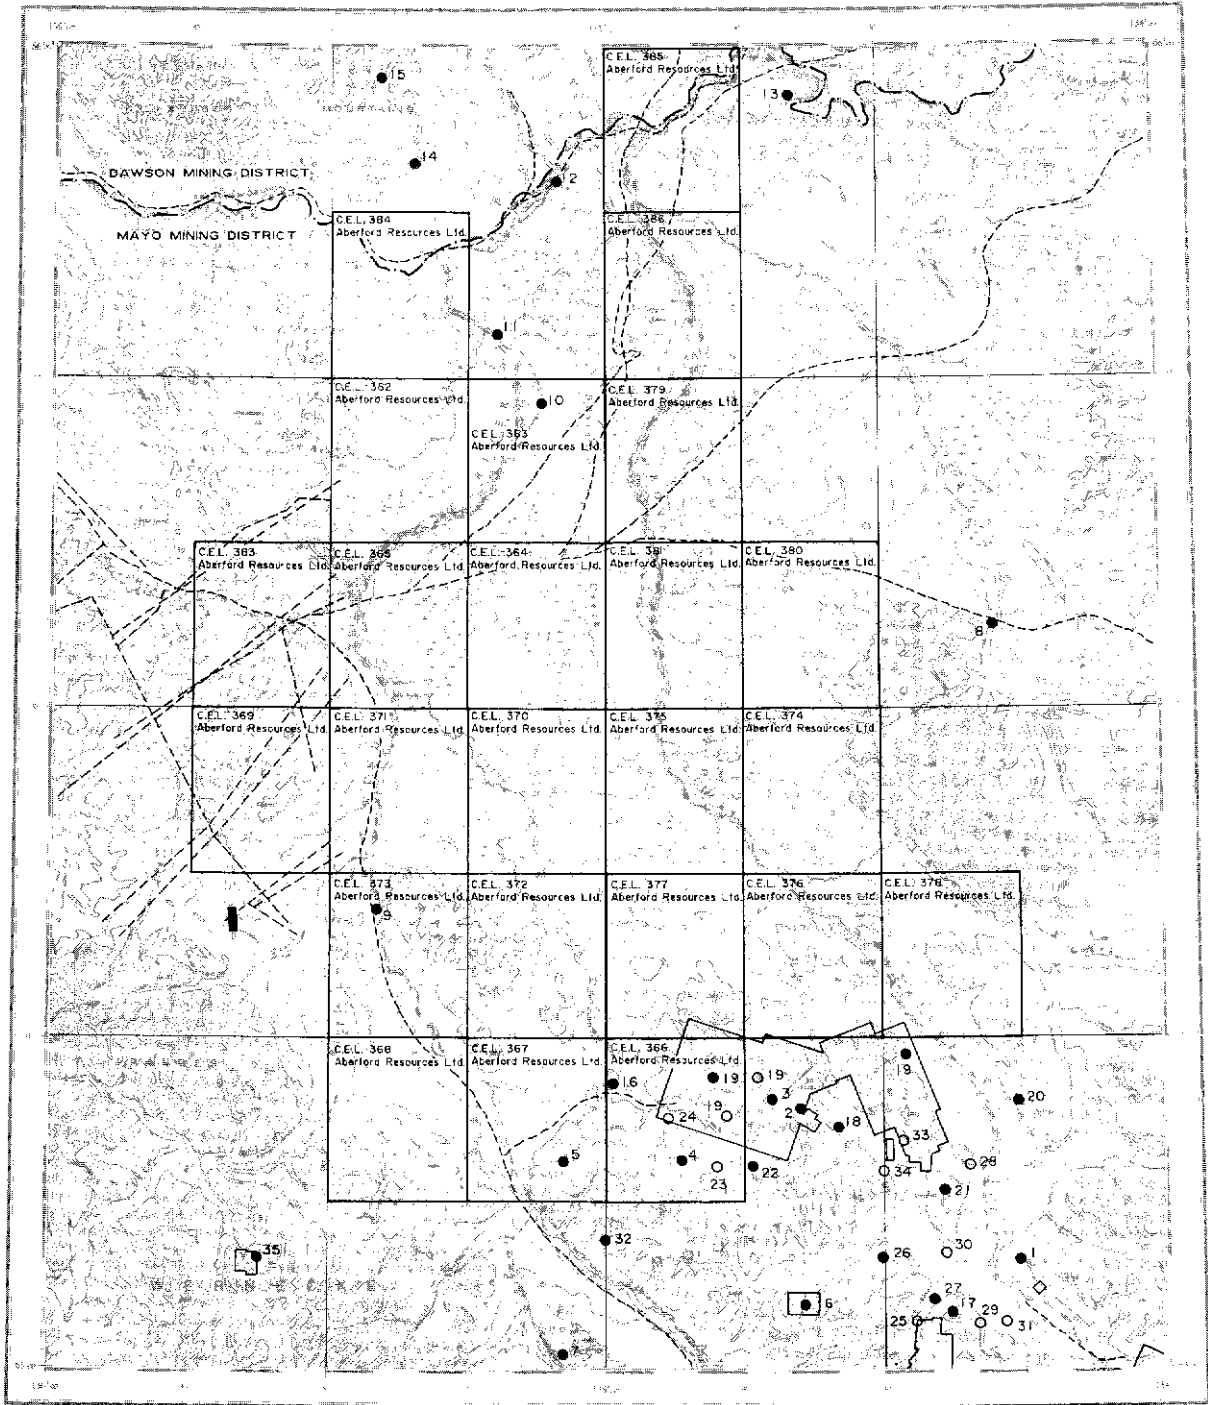 C.E.L. 385
Aberford Resources Ltd.
15
13
14
DAWSON MINING DISTRICT
2
MAYO MINING DISTRICT
C.E.L. 384
Aberford Resources Ltd.
C.E.L. 386
Aberford Resources Ltd.
11
C.E.L. 362
Aberford Resources Ltd.
10
C.E.L. 379
Aberford Resources Ltd.
C.E.L. 363
Aberford Resources Ltd.
C.E.L. 383
Aberford Resources Ltd.
C.E.L. 365
Aberford Resources Ltd.
C.E.L. 364
Aberford Resources Ltd.
C.E.L. 381
Aberford Resources Ltd.
C.E.L. 380
Aberford Resources Ltd.
8
C.E.L. 369
Aberford Resources Ltd.
C.E.L. 371
Aberford Resources Ltd.
C.E.L. 370
Aberford Resources Ltd.
C.E.L. 375
Aberford Resources Ltd.
C.E.L. 374
Aberford Resources Ltd.
C.E.L. 373
Aberford Resources Ltd.
9
C.E.L. 372
Aberford Resources Ltd.
C.E.L. 377
Aberford Resources Ltd.
C.E.L. 376
Aberford Resources Ltd.
C.E.L. 378
Aberford Resources Ltd.
C.E.L. 368
Aberford Resources Ltd.
C.E.L. 367
Aberford Resources Ltd.
C.E.L. 366
Aberford Resources Ltd.
16
19
19
19
3
20
2
24
19
18
33
5
4
23
22
34
28
21
32
35
26
30
1
27
17
6
25
29
31
7